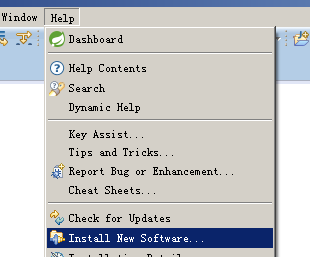 Window Help
Dashboard
Help Contents
Search
Dynamic Help
Key Assist...
Tips and Tricks...
Report Bug or Enhancement...
Cheat Sheets...
Check for Updates
Install New Software...